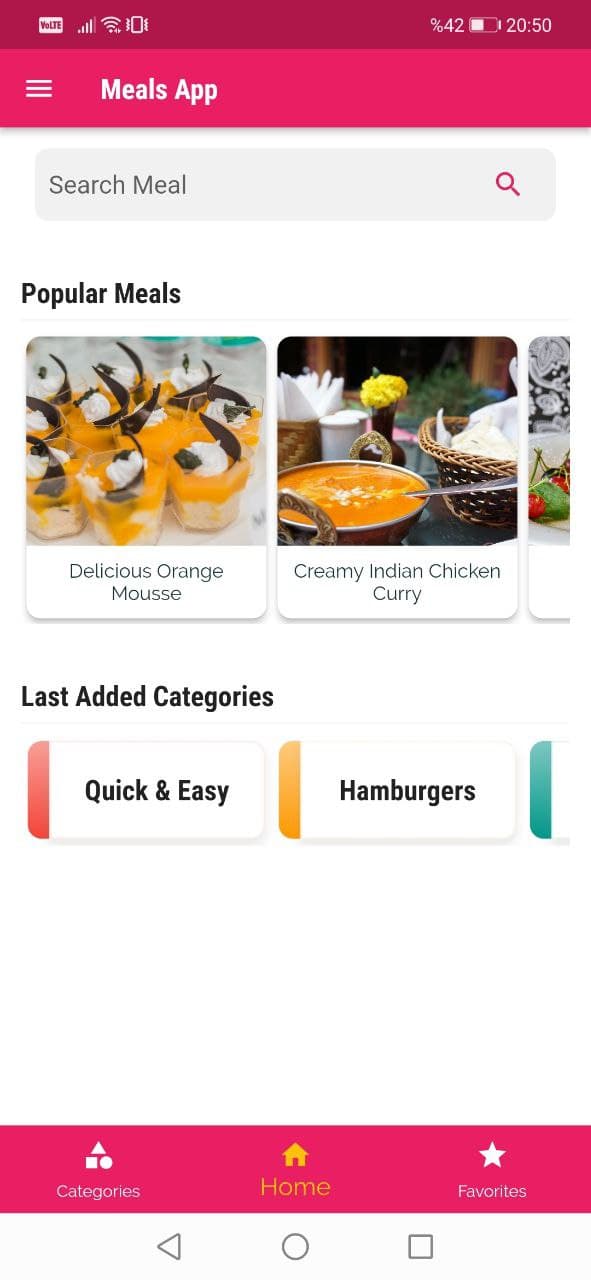 VoLTE %42 20:50
Meals App
Search Meal
Popular Meals
Delicious Orange
Mousse
Creamy Indian Chicken
Curry
Last Added Categories
Quick & Easy
Hamburgers
Categories
Home
Favorites